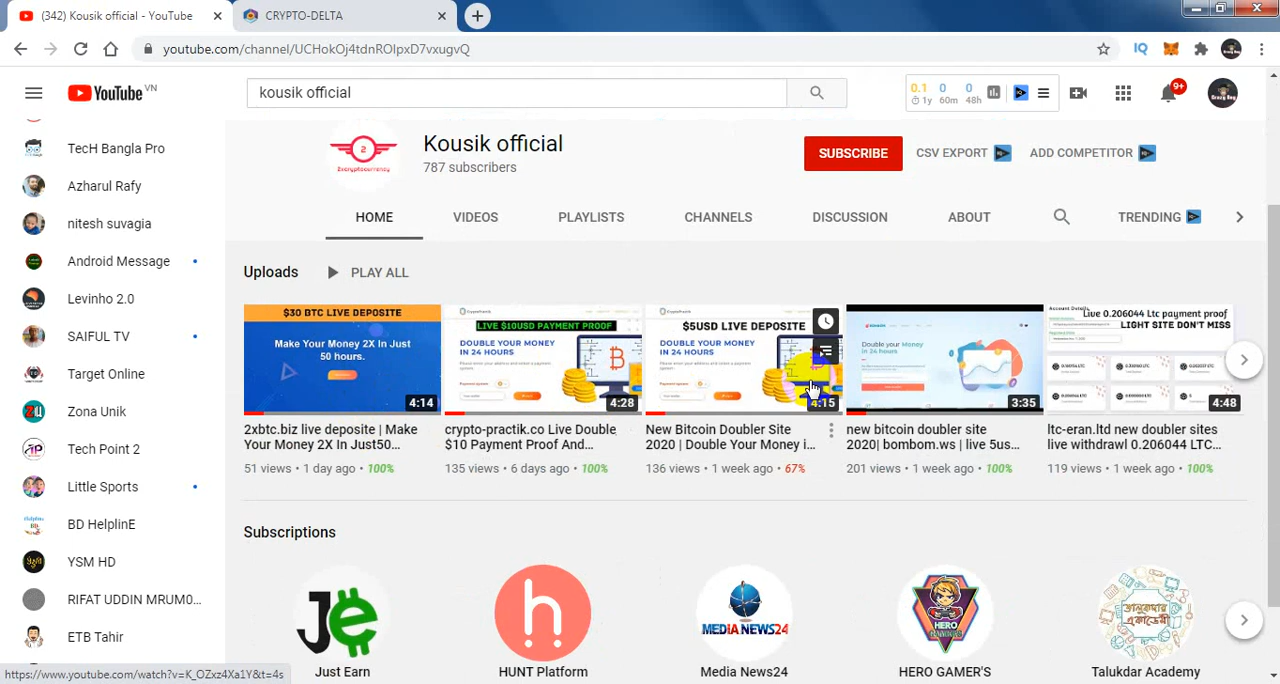 (342) Kousik official - YouTube
CRYPTO-DELTA
youtube.com/channel/UCHokOj4tdnROIpxD7vxugvQ
YouTube VN
kousik official
0.1 0 0
1y 60m 48h
9+
TecH Bangla Pro
Azharul Rafy
nitesh suvagia
Android Message
Levinho 2.0
SAIFUL TV
Target Online
Zona Unik
Tech Point 2
Little Sports
BD HelplinE
YSM HD
RIFAT UDDIN MRUM0...
ETB Tahir
2xcryptocurrency
Kousik official
787 subscribers
SUBSCRIBE
CSV EXPORT
ADD COMPETITOR
HOME
VIDEOS
PLAYLISTS
CHANNELS
DISCUSSION
ABOUT
TRENDING
Uploads
PLAY ALL
$30 BTC LIVE DEPOSITE
Make Your Money 2X In Just
50 hours.
4:14
2xbtc.biz live deposite | Make
Your Money 2X In Just50...
51 views • 1 day ago • 100%
LIVE $10USD PAYMENT PROOF
DOUBLE YOUR MONEY
IN 24 HOURS
4:28
crypto-practik.co Live Double
$10 Payment Proof And...
135 views • 6 days ago • 100%
$5USD LIVE DEPOSITE
DOUBLE YOUR MONEY
IN 24 HOURS
4:15
New Bitcoin Doubler Site
2020 | Double Your Money i...
136 views • 1 week ago • 67%
Double your money
in 24 hours
3:35
new bitcoin doubler site
2020| bombom.ws | live 5us...
201 views • 1 week ago • 100%
Live 0.206044 Ltc payment proof
LIGHT SITE DON'T MISS
4:48
ltc-eran.ltd new doubler sites
live withdrawl 0.206044 LTC...
119 views • 1 week ago • 100%
Subscriptions
JE
Just Earn
h
HUNT Platform
MEDIA NEWS24
Media News24
HERO
HERO GAMER'S
তালুকদার
একাডেমী
Talukdar Academy
https://www.youtube.com/watch?v=K_OZxz4Xa1Y&t=4s